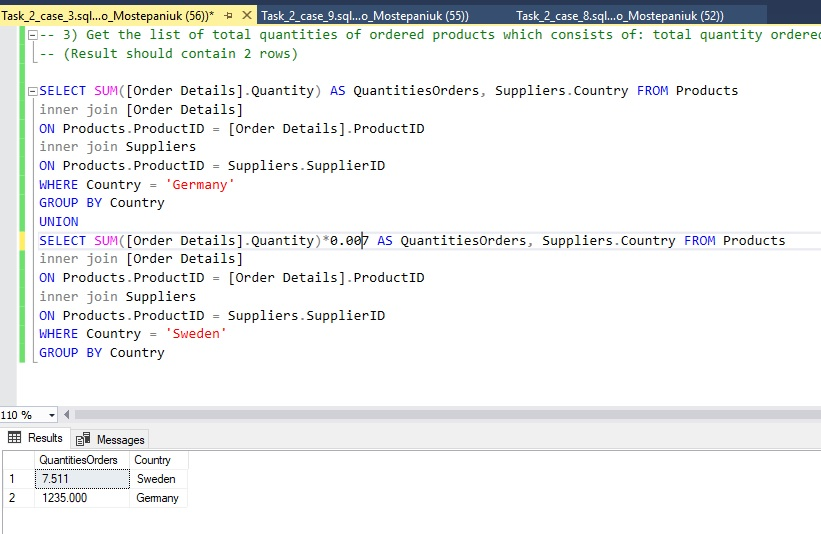 Task_2_case_3.sql...o_Mostepaniuk (56))* Task_2_case_9.sql...o_Mostepaniuk (55)) Task_2_case_8.sql...o_Mostepaniuk (52))
-- 3) Get the list of total quantities of ordered products which consists of: total quantity ordered
-- (Result should contain 2 rows)
SELECT SUM([Order Details].Quantity) AS QuantitiesOrders, Suppliers.Country FROM Products
inner join [Order Details]
ON Products.ProductID = [Order Details].ProductID
inner join Suppliers
ON Products.ProductID = Suppliers.SupplierID
WHERE Country = 'Germany'
GROUP BY Country
UNION
SELECT SUM([Order Details].Quantity)*0.007 AS QuantitiesOrders, Suppliers.Country FROM Products
inner join [Order Details]
ON Products.ProductID = [Order Details].ProductID
inner join Suppliers
ON Products.ProductID = Suppliers.SupplierID
WHERE Country = 'Sweden'
GROUP BY Country
110 %
Results Messages
QuantitiesOrders Country
1 7.511 Sweden
2 1235.000 Germany